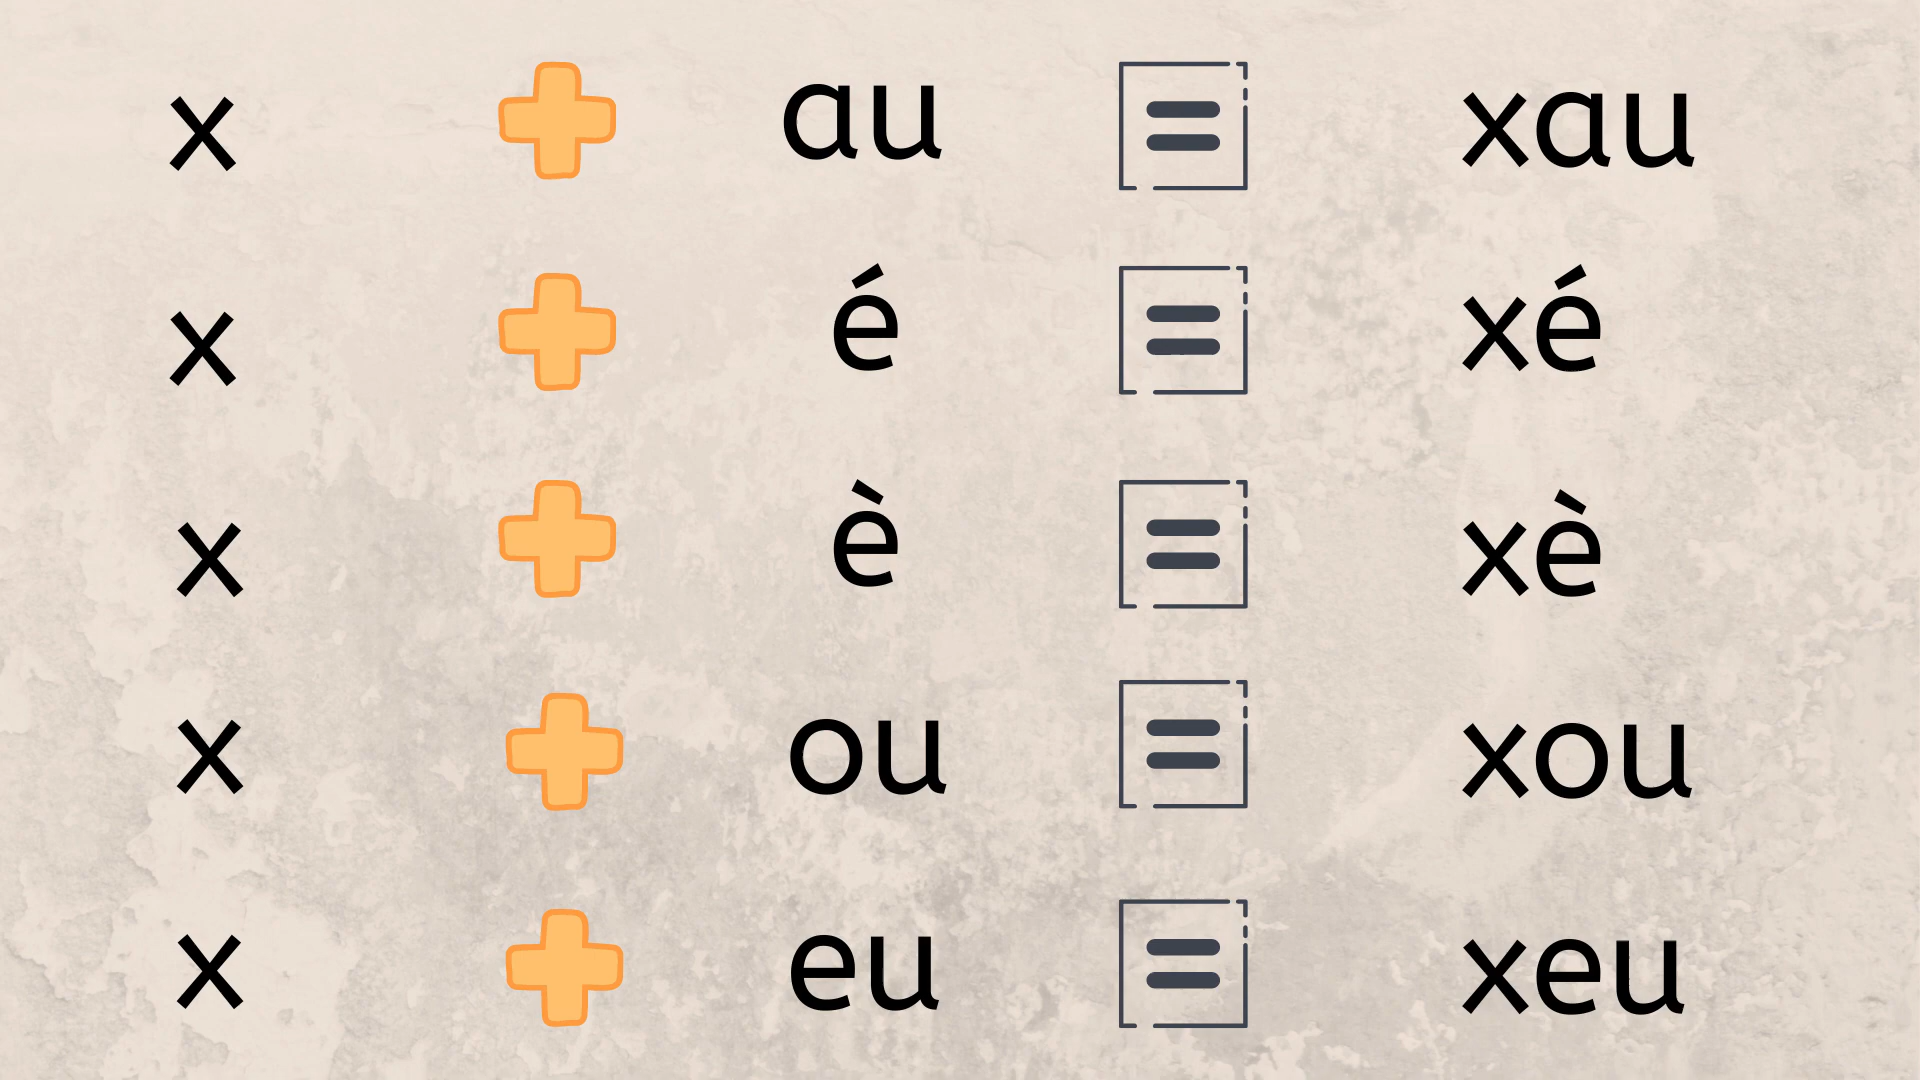 x + au = xau
x + é = xé
x + è = xè
x + ou = xou
x + eu = xeu